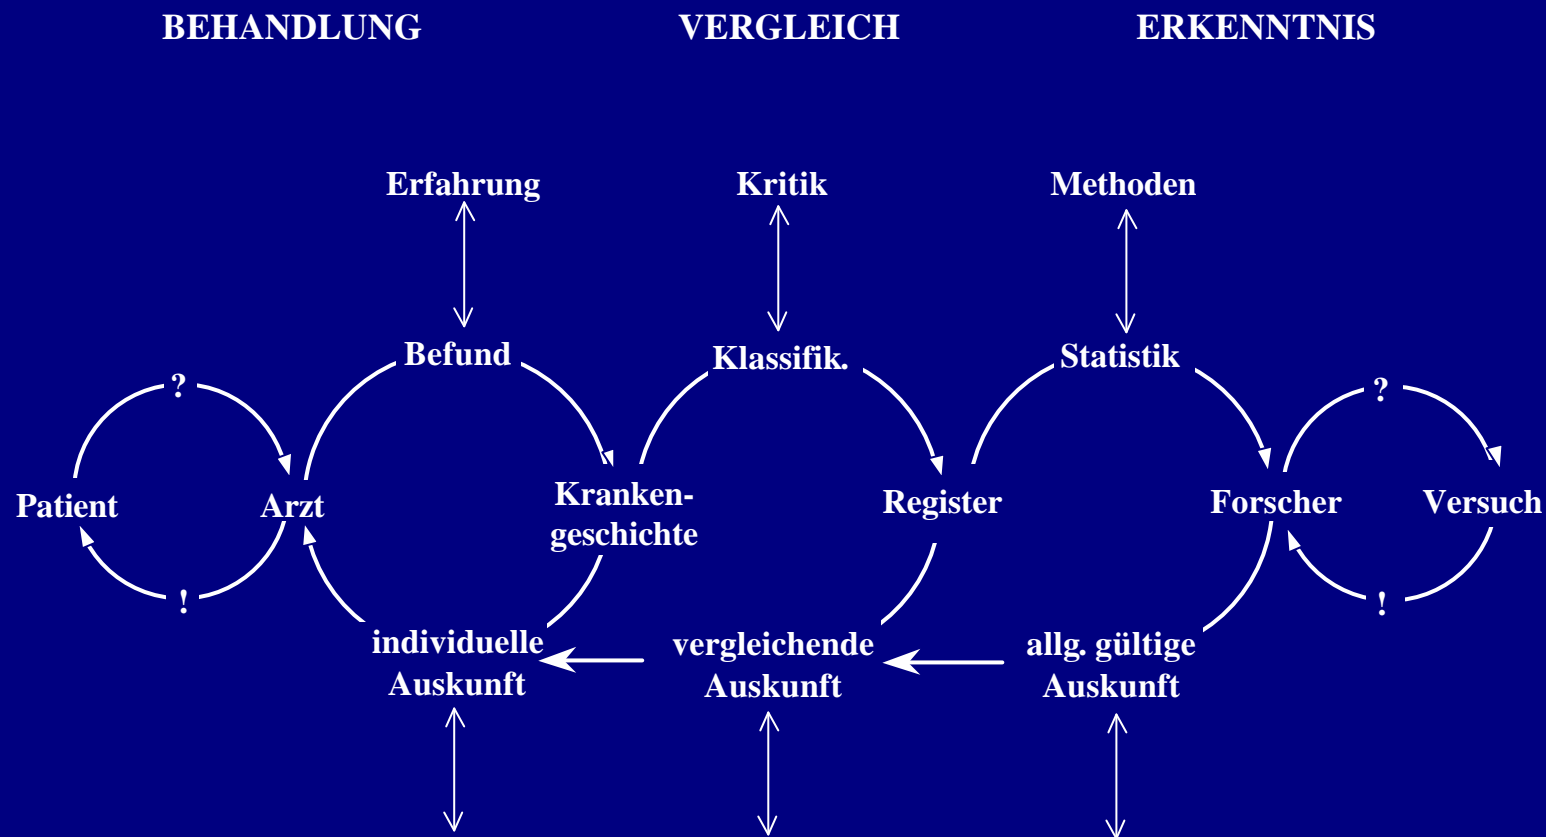 BEHANDLUNG VERGLEICH ERKENNTNIS
Erfahrung Kritik Methoden
Befund Klassifik. Statistik
? ?
Patient Arzt Kranken-
geschichte Register Forscher Versuch
! !
individuelle
Auskunft
vergleichende
Auskunft
allg. gültige
Auskunft